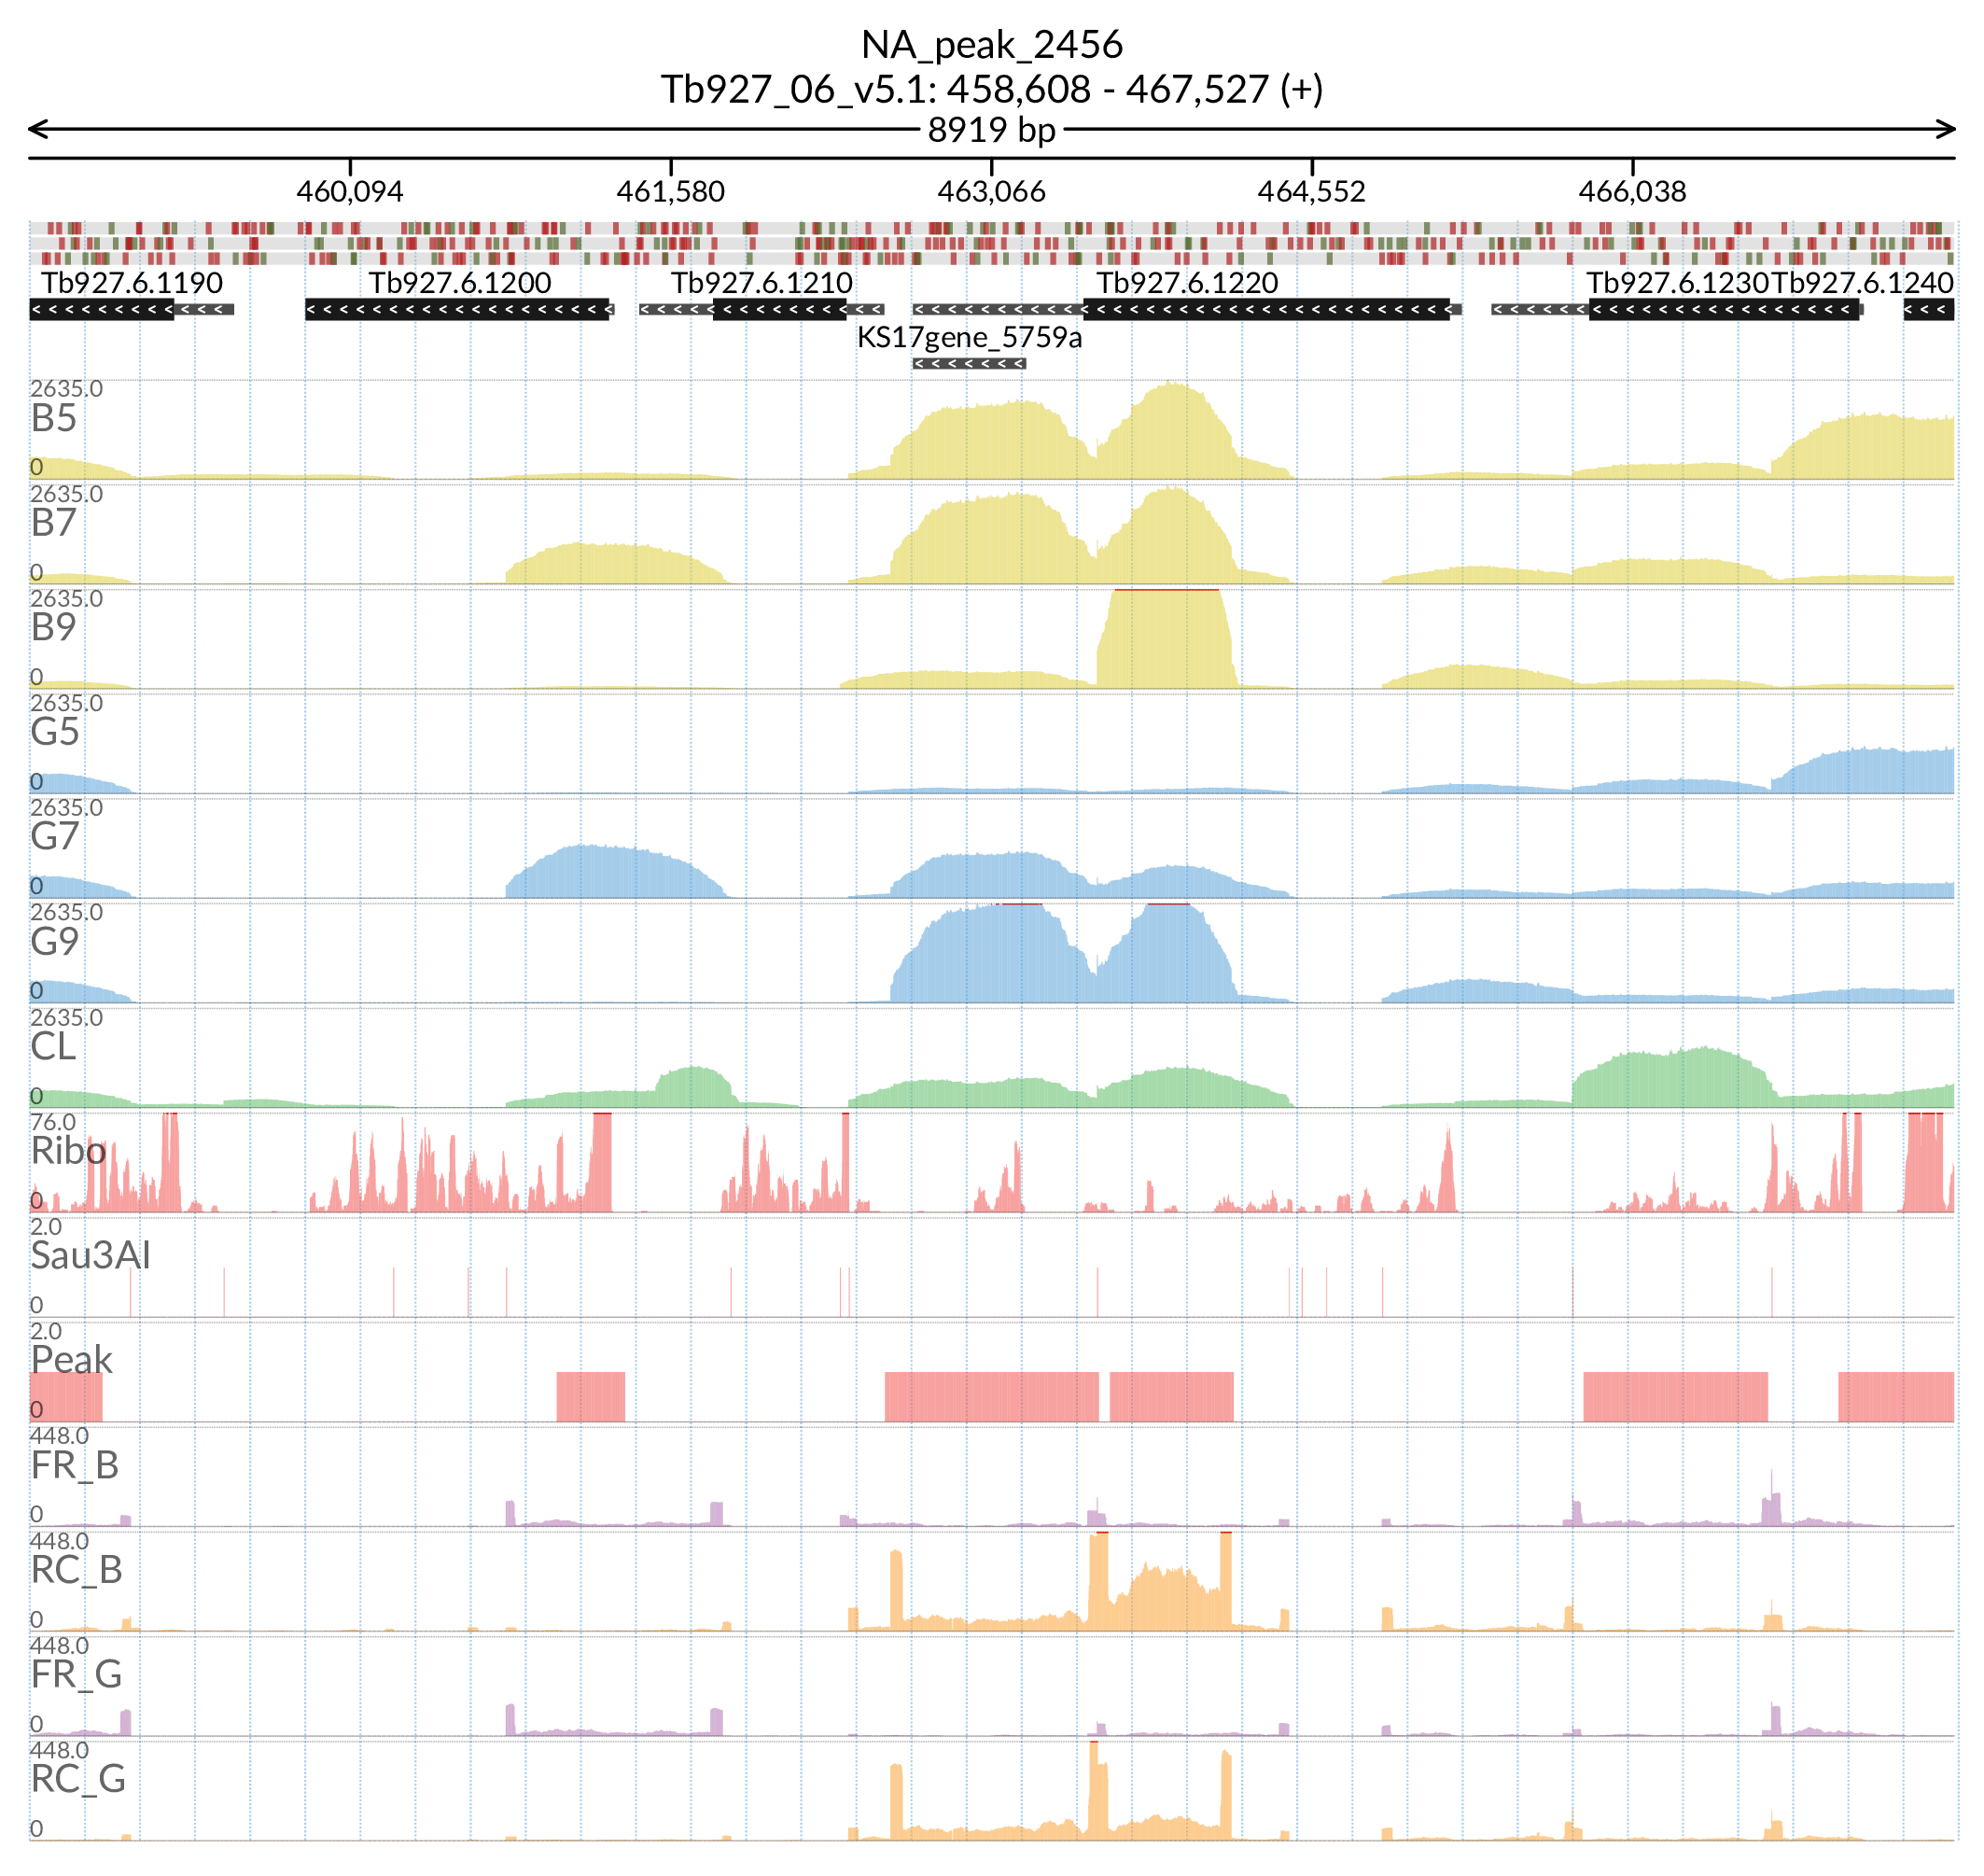 NA_peak_2456
Tb927_06_v5.1: 458,608 - 467,527 (+)
8919 bp
460,094 461,580 463,066 464,552 466,038
Tb927.6.1190 Tb927.6.1200 Tb927.6.1210 Tb927.6.1220 Tb927.6.1230 Tb927.6.1240
KS17gene_5759a
2635.0
B5
0
2635.0
B7
0
2635.0
B9
0
2635.0
G5
0
2635.0
G7
0
2635.0
G9
0
2635.0
CL
0
76.0
Ribo
0
2.0
Sau3AI
0
2.0
Peak
0
448.0
FR_B
0
448.0
RC_B
0
448.0
FR_G
0
448.0
RC_G
0